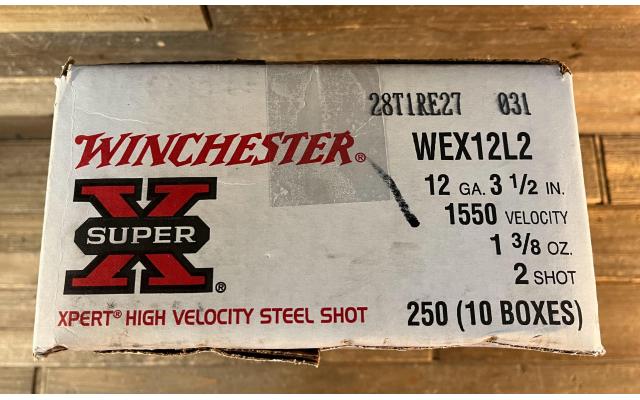 28T1RE27 031
WINCHESTER®
WEX12L2
12 GA. 3 1/2 IN.
1550 VELOCITY
SUPER X ®
1 3/8 OZ.
2 SHOT
XPERT® HIGH VELOCITY STEEL SHOT
250 (10 BOXES)